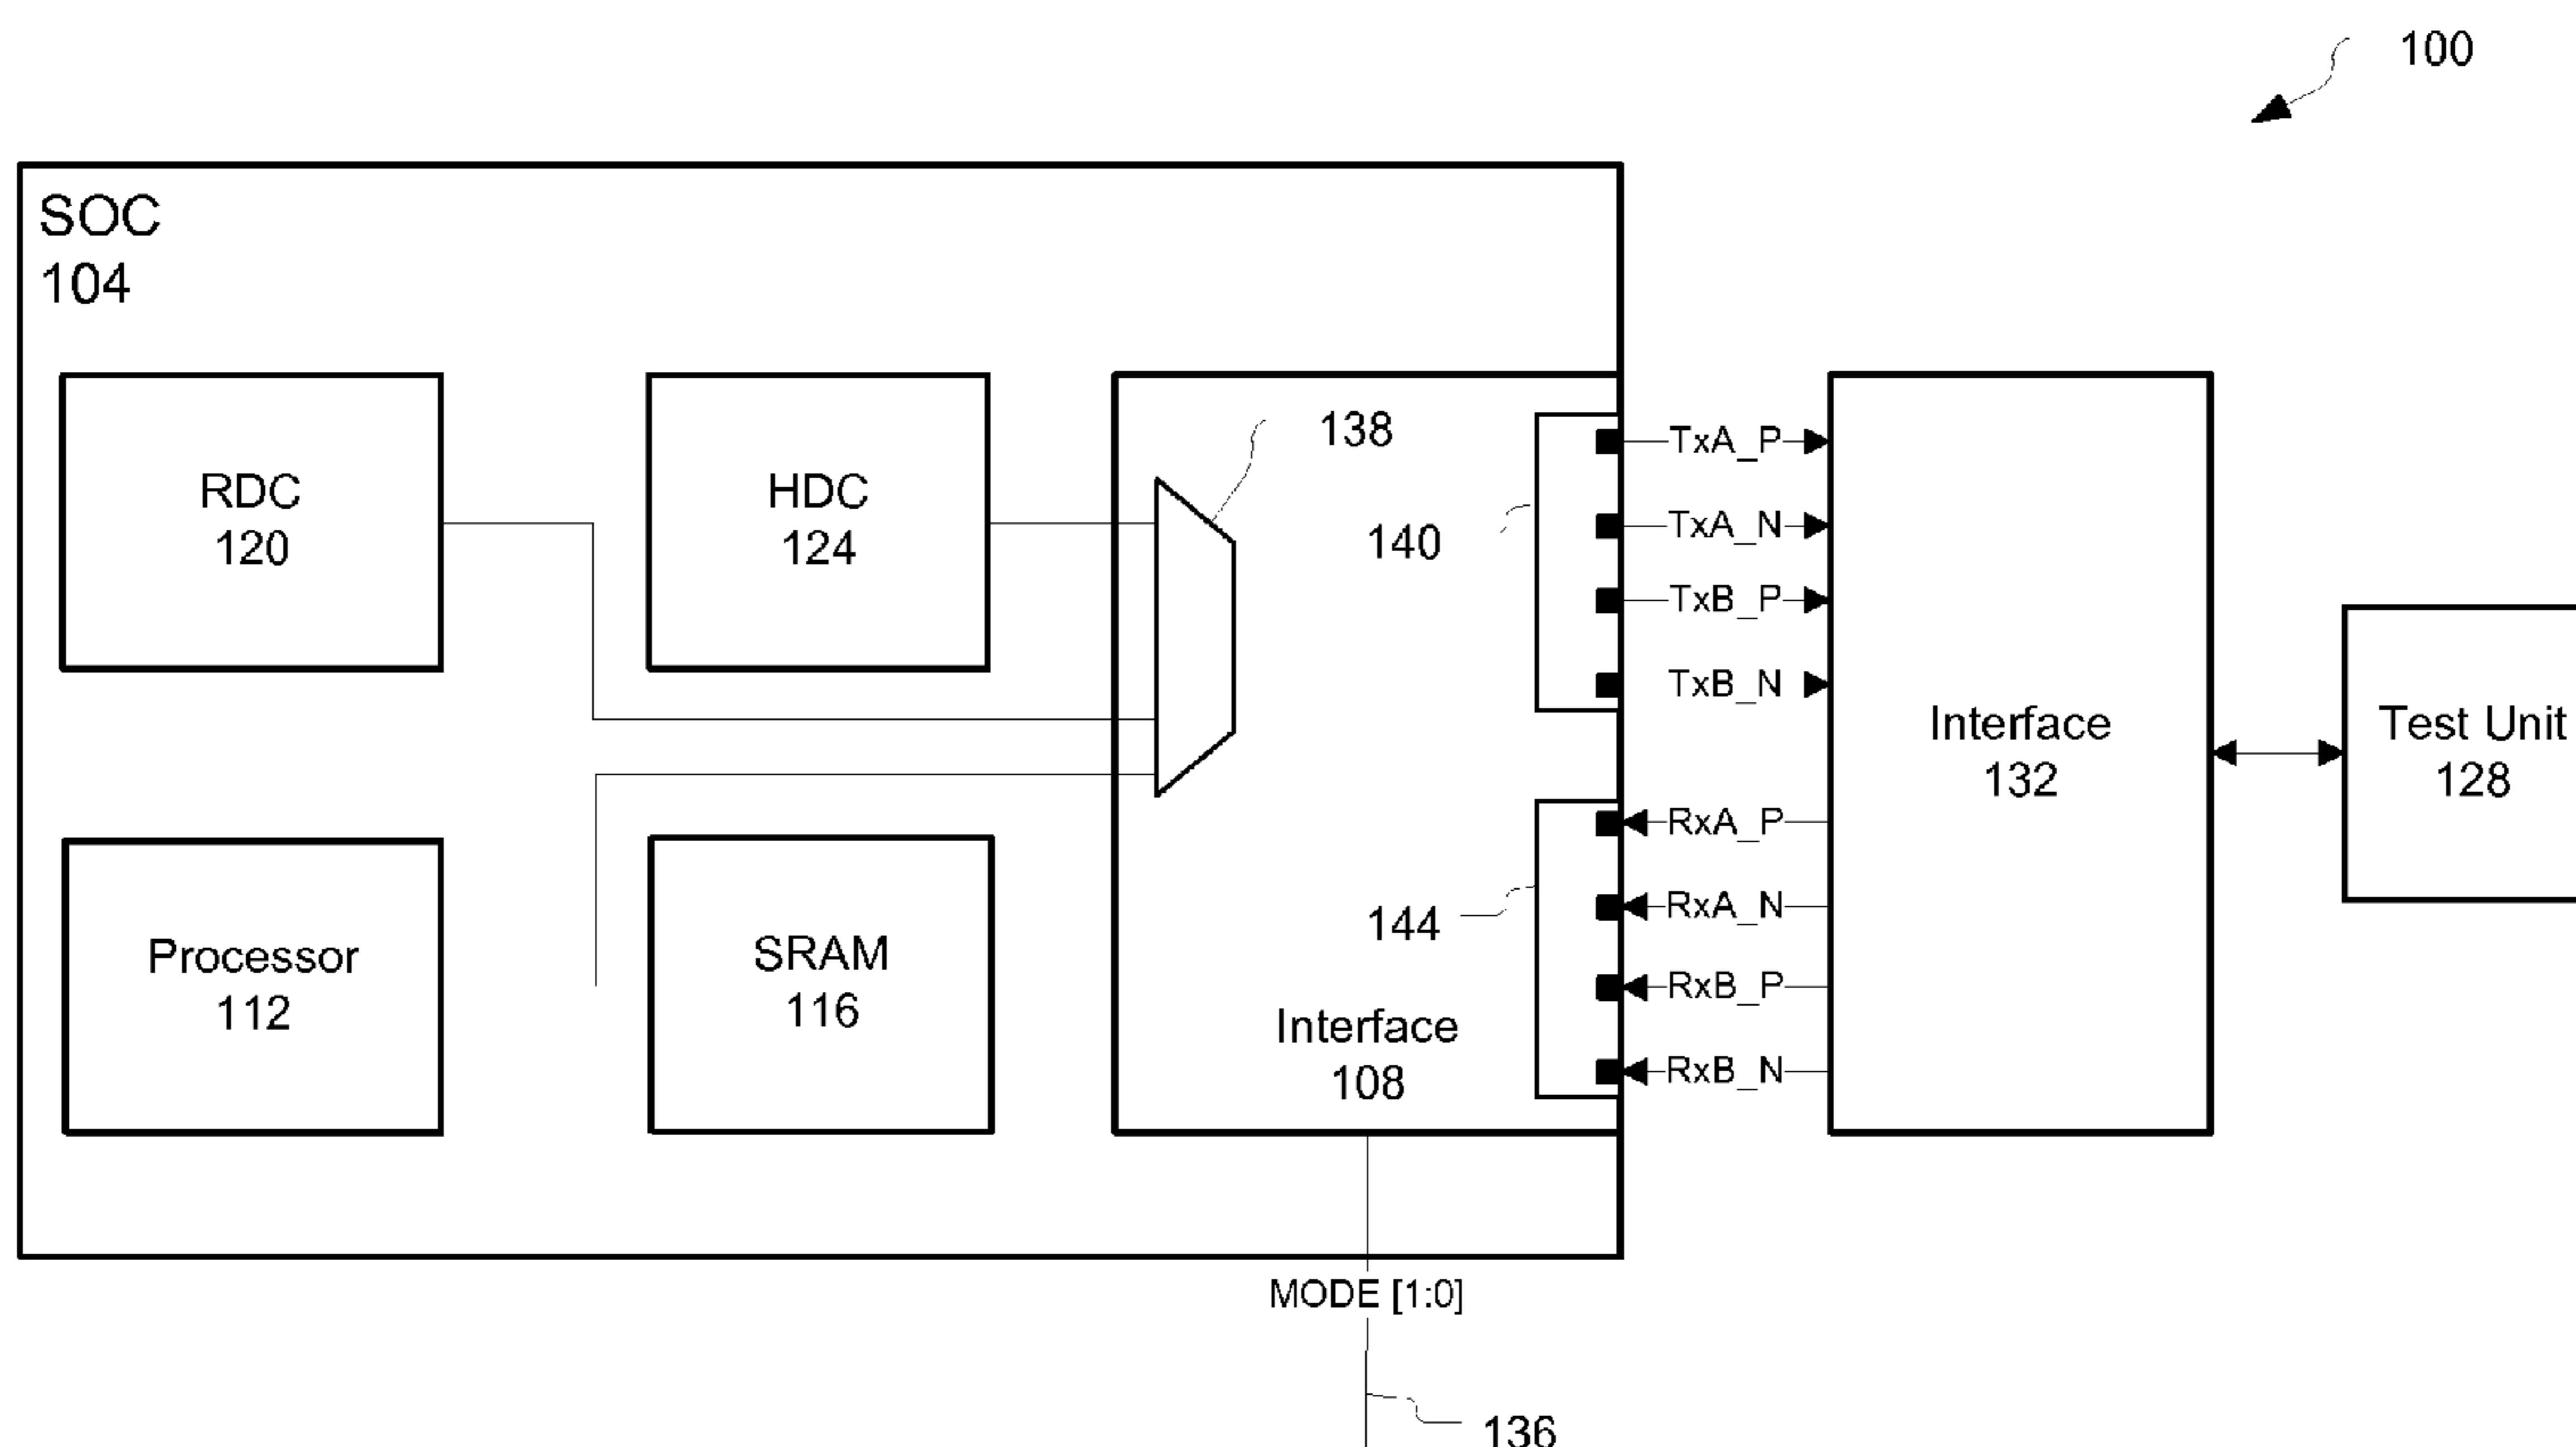 100
SOC
104
RDC
120
HDC
124
138
140
TxA_P
TxA_N
TxB_P
TxB_N
Interface
132
Test Unit
128
Processor
112
SRAM
116
144
Interface
108
RxA_P
RxA_N
RxB_P
RxB_N
MODE [1:0]
136